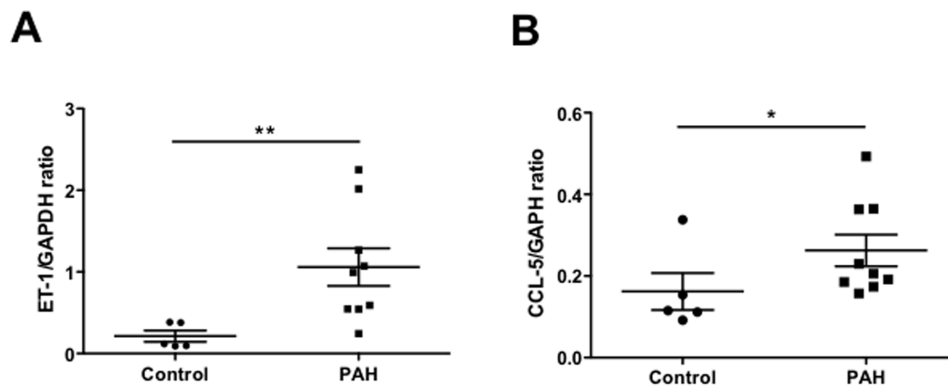 A
ET-1/GAPDH ratio
3
2
1
0
**
Control
PAH
B
CCL-5/GAPH ratio
0.6
0.4
0.2
0.0
*
Control
PAH